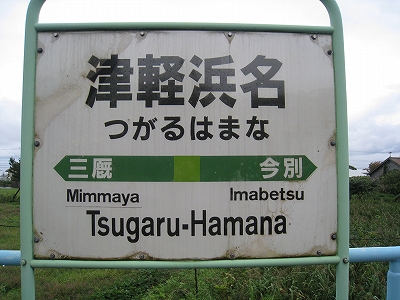 津軽浜名
つがるはまな
三厩 今別
Mimmaya Imabetsu
Tsugaru-Hamana